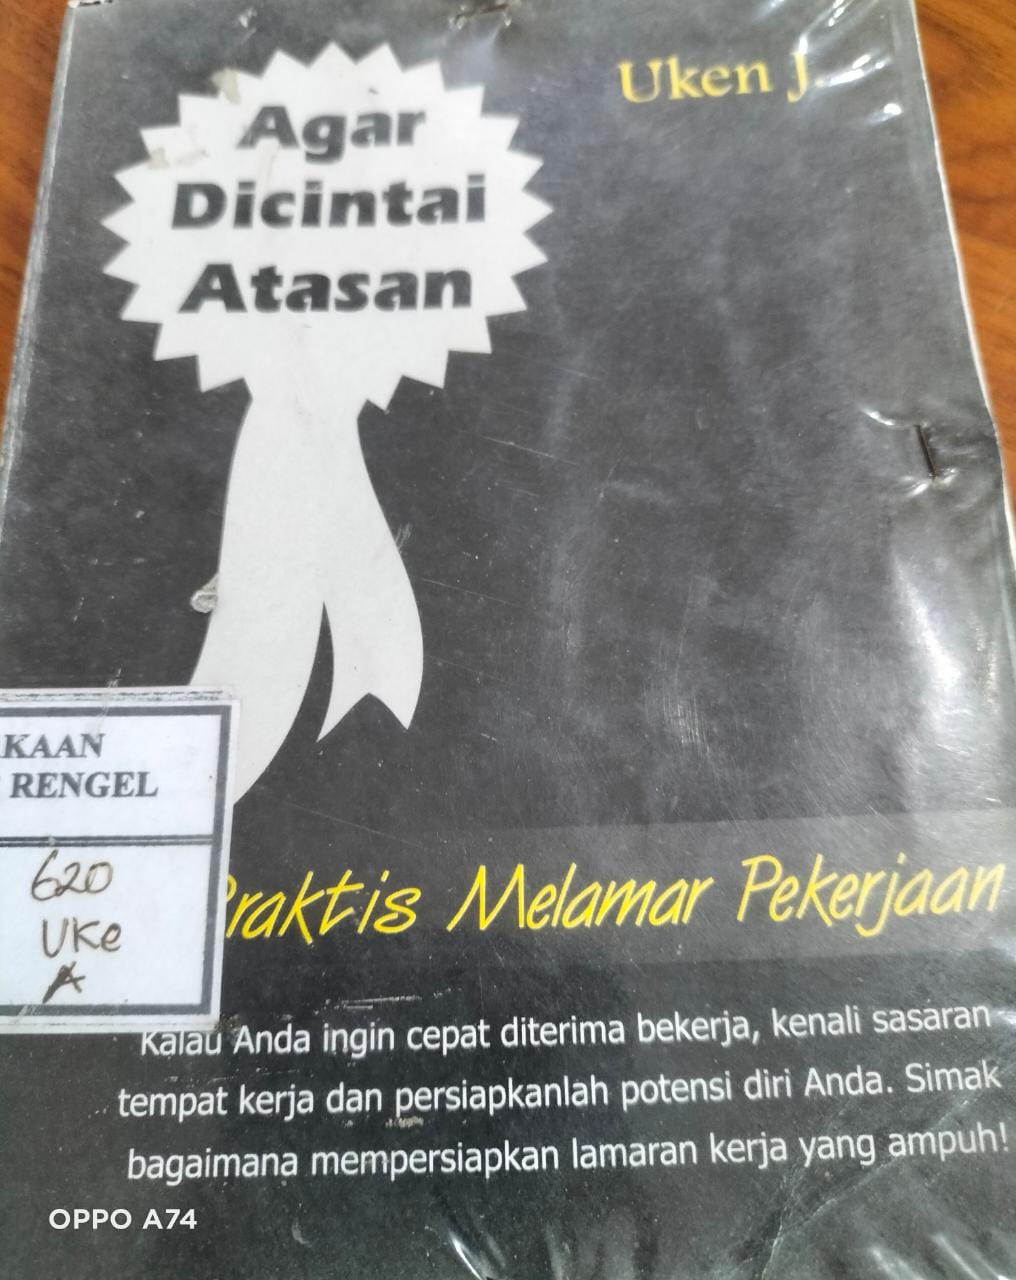 Uken J.
Agar
Dicintai
Atasan
KAAN
RENGEL
620
UKe
A
Praktis Melamar Pekerjaan
Kalau Anda ingin cepat diterima bekerja, kenali sasaran
tempat kerja dan persiapkanlah potensi diri Anda. Simak
bagaimana mempersiapkan lamaran kerja yang ampuh!
OPPO A74